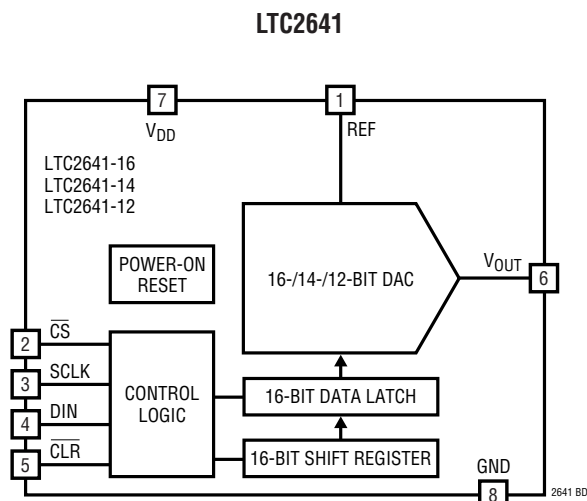 LTC2641
7
1
VDD
REF
LTC2641-16
LTC2641-14
LTC2641-12
POWER-ON
RESET
16-/14-/12-BIT DAC
VOUT
6
2
CS
3
SCLK
4
DIN
5
CLR
CONTROL
LOGIC
16-BIT DATA LATCH
16-BIT SHIFT REGISTER
GND
8
2641 BD